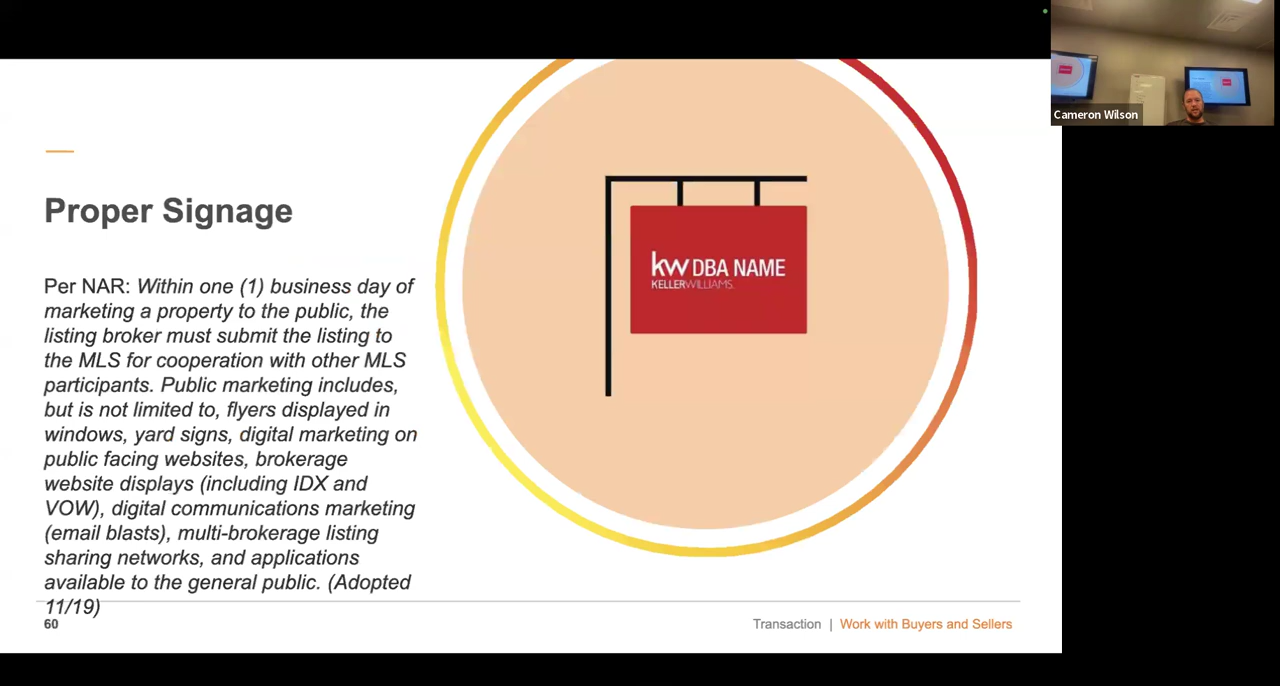 Cameron Wilson
Proper Signage
Per NAR: Within one (1) business day of
marketing a property to the public, the
listing broker must submit the listing to
the MLS for cooperation with other MLS
participants. Public marketing includes,
but is not limited to, flyers displayed in
windows, yard signs, digital marketing on
public facing websites, brokerage
website displays (including IDX and
VOW), digital communications marketing
(email blasts), multi-brokerage listing
sharing networks, and applications
available to the general public. (Adopted
11/19)
kw DBA NAME
KELLERWILLIAMS.
60
Transaction | Work with Buyers and Sellers